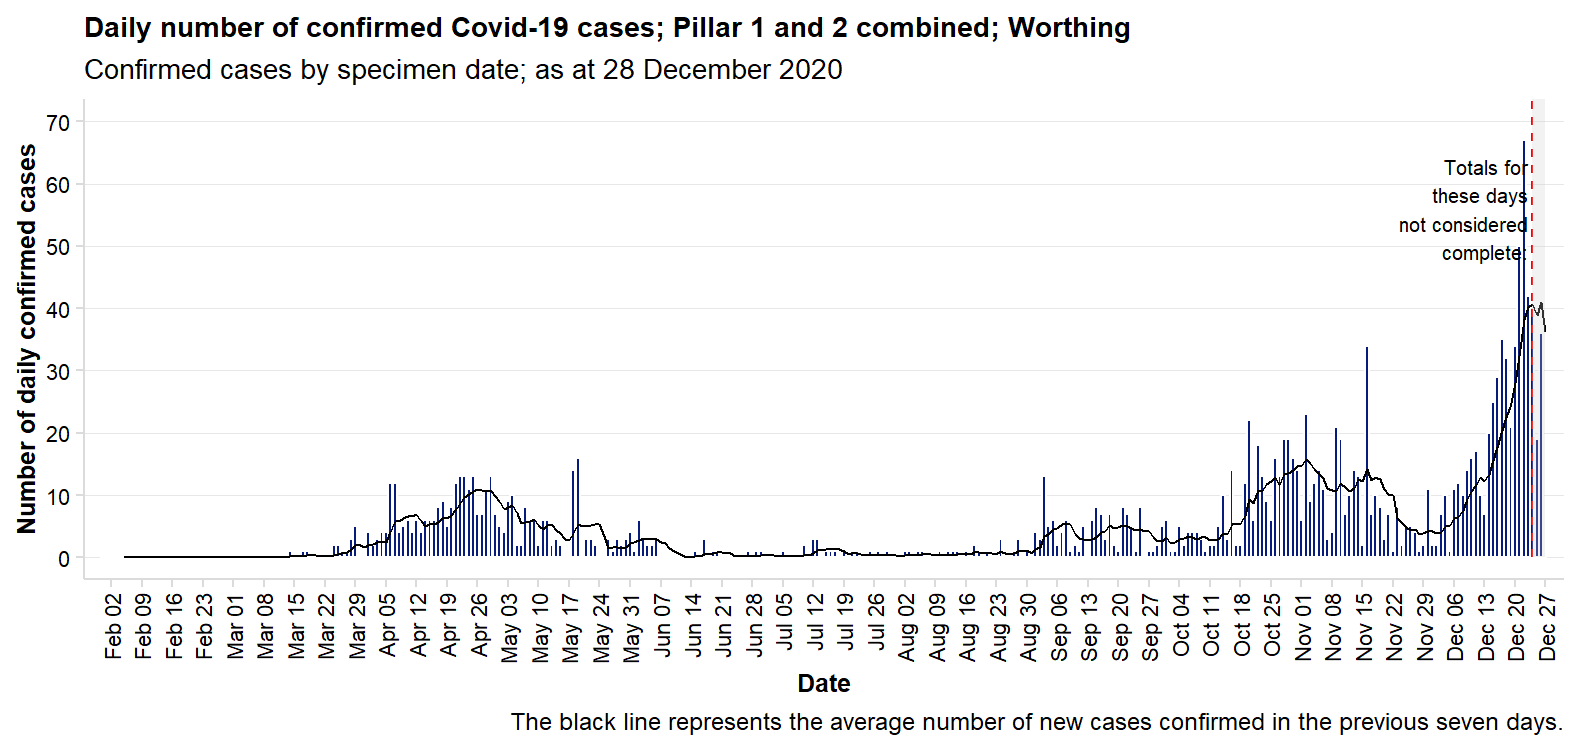 Daily number of confirmed Covid-19 cases; Pillar 1 and 2 combined; Worthing
Confirmed cases by specimen date; as at 28 December 2020
Number of daily confirmed cases
70
60
50
40
30
20
10
0
Totals for
these days
not considered
complete.
Feb 02
Feb 09
Feb 16
Feb 23
Mar 01
Mar 08
Mar 15
Mar 22
Mar 29
Apr 05
Apr 12
Apr 19
Apr 26
May 03
May 10
May 17
May 24
May 31
Jun 07
Jun 14
Jun 21
Jun 28
Jul 05
Jul 12
Jul 19
Jul 26
Aug 02
Aug 09
Aug 16
Aug 23
Aug 30
Sep 06
Sep 13
Sep 20
Sep 27
Oct 04
Oct 11
Oct 18
Oct 25
Nov 01
Nov 08
Nov 15
Nov 22
Nov 29
Dec 06
Dec 13
Dec 20
Dec 27
Date
The black line represents the average number of new cases confirmed in the previous seven days.